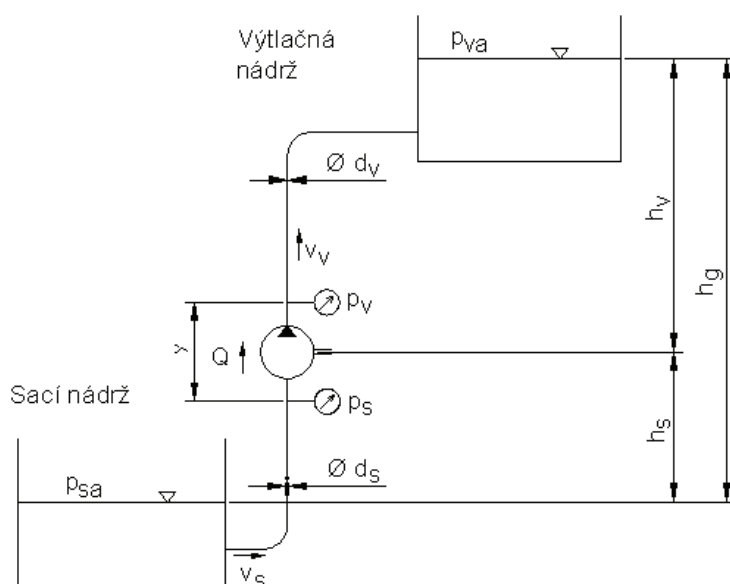 Výtlačná
nádrž
pva
Ø dv
vv
pv
y
Q
ps
Sací nádrž
psa
Ø ds
vs
hv
hg
hs